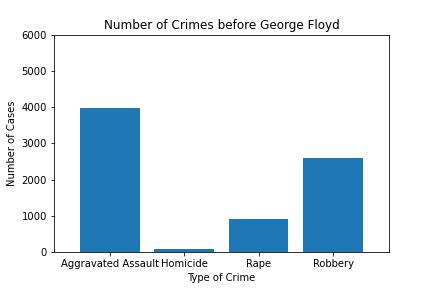 Number of Crimes before George Floyd
6000
5000
4000
3000
2000
1000
0
Number of Cases
Aggravated Assault Homicide Rape Robbery
Type of Crime